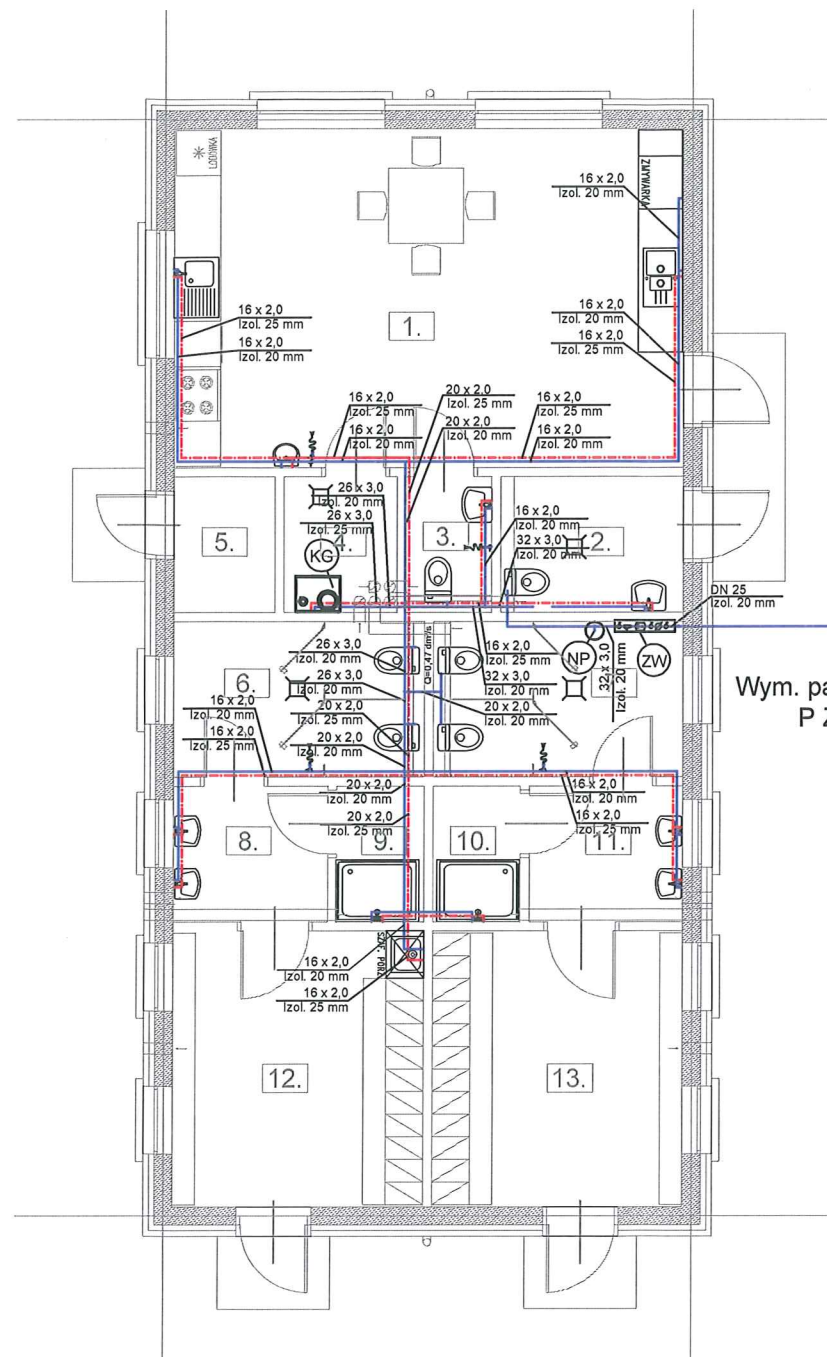 LODÓWKA
ZMYWARKA
16 x 2,0
Izol. 20 mm
16 x 2,0
Izol. 25 mm
16 x 2,0
Izol. 20 mm
1.
16 x 2,0
Izol. 20 mm
16 x 2,0
Izol. 25 mm
16 x 2,0
Izol. 25 mm
16 x 2,0
Izol. 20 mm
20 x 2,0
Izol. 25 mm
20 x 2,0
Izol. 20 mm
16 x 2,0
Izol. 25 mm
16 x 2,0
Izol. 20 mm
26 x 3,0
Izol. 20 mm
26 x 3,0
Izol. 25 mm
5.
4.
KG
3.
16 x 2,0
Izol. 20 mm
32 x 3,0
Izol. 20 mm
2.
DN 25
Izol. 20 mm
26 x 3,0
Izol. 20 mm
26 x 3,0
Izol. 20 mm
20 x 2,0
Izol. 25 mm
20 x 2,0
Izol. 20 mm
Q=0,47 dm³/s
16 x 2,0
Izol. 25 mm
32 x 3,0
Izol. 20 mm
20 x 2,0
Izol. 20 mm
NP
32 x 3,0
Izol. 20 mm
ZW
Wym. pa
P Z
6.
16 x 2,0
Izol. 20 mm
16 x 2,0
Izol. 25 mm
20 x 2,0
Izol. 20 mm
20 x 2,0
Izol. 25 mm
16 x 2,0
Izol. 20 mm
16 x 2,0
Izol. 25 mm
8.
9.
10.
11.
SZAF. PORZ.
16 x 2,0
Izol. 20 mm
16 x 2,0
Izol. 25 mm
12.
13.